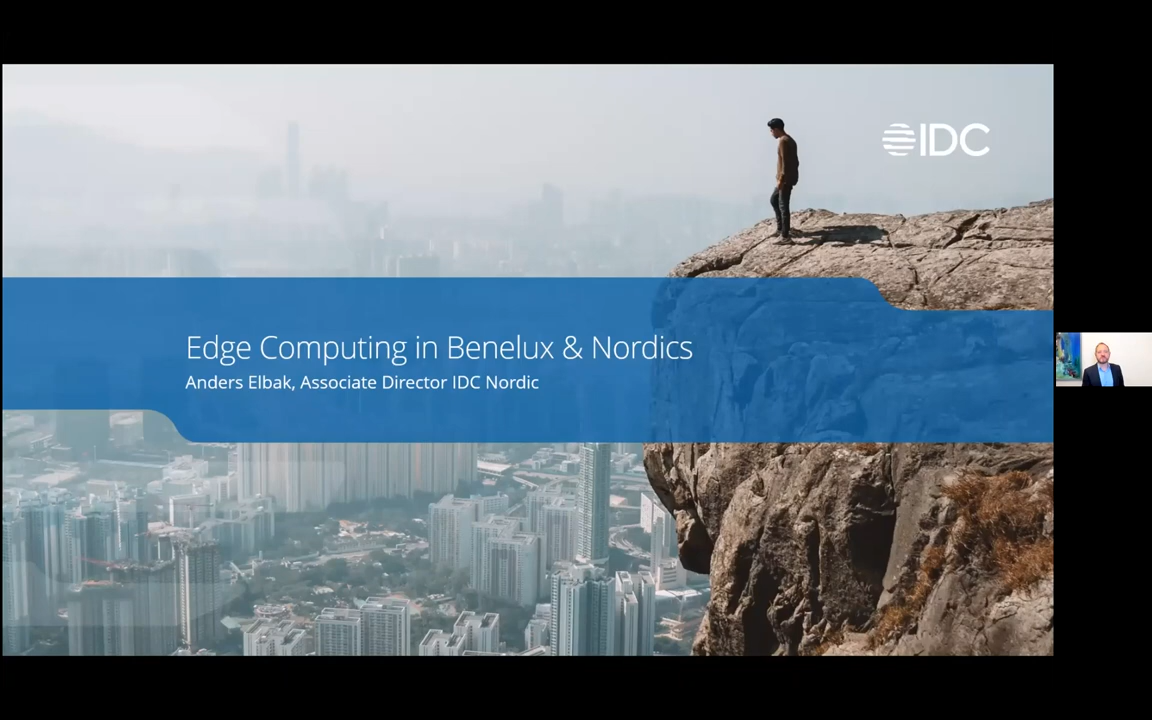 IDC
Edge Computing in Benelux & Nordics
Anders Elbak, Associate Director IDC Nordic